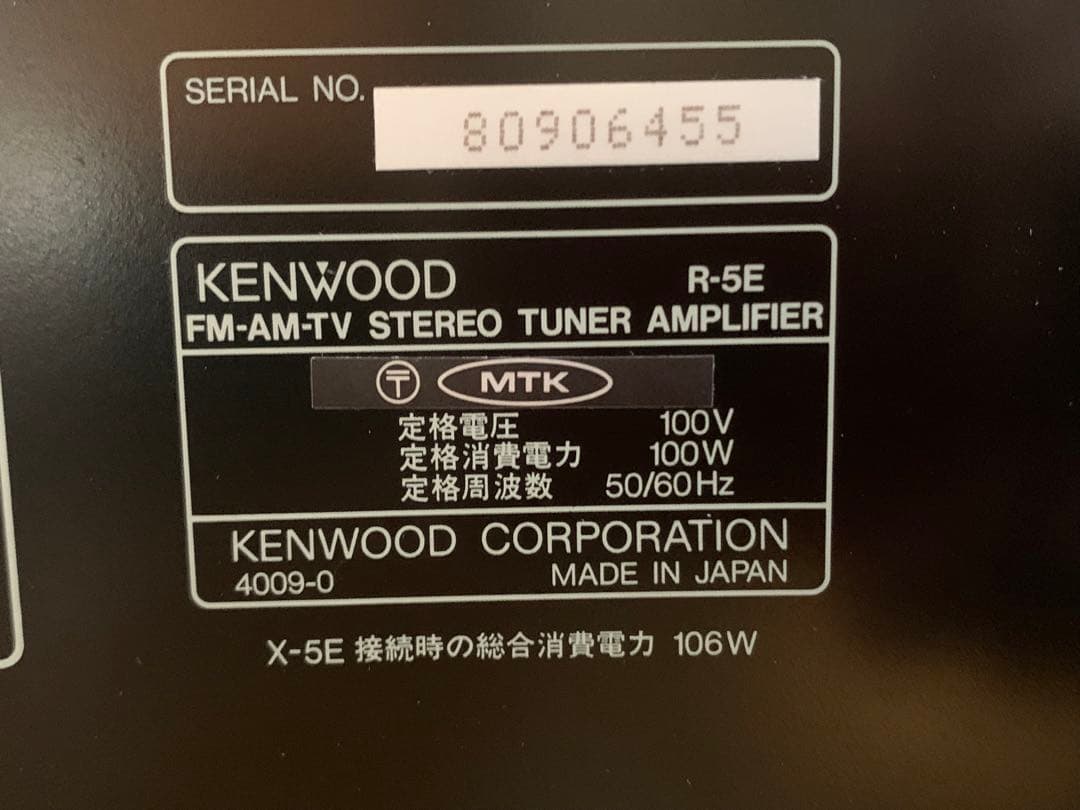 SERIAL NO. 80906455
KENWOOD R-5E
FM-AM-TV STEREO TUNER AMPLIFIER
〒 MTK
定格電圧 100V
定格消費電力 100W
定格周波数 50/60Hz
KENWOOD CORPORATION
4009-0 MADE IN JAPAN
X-5E 接続時の総合消費電力 106W